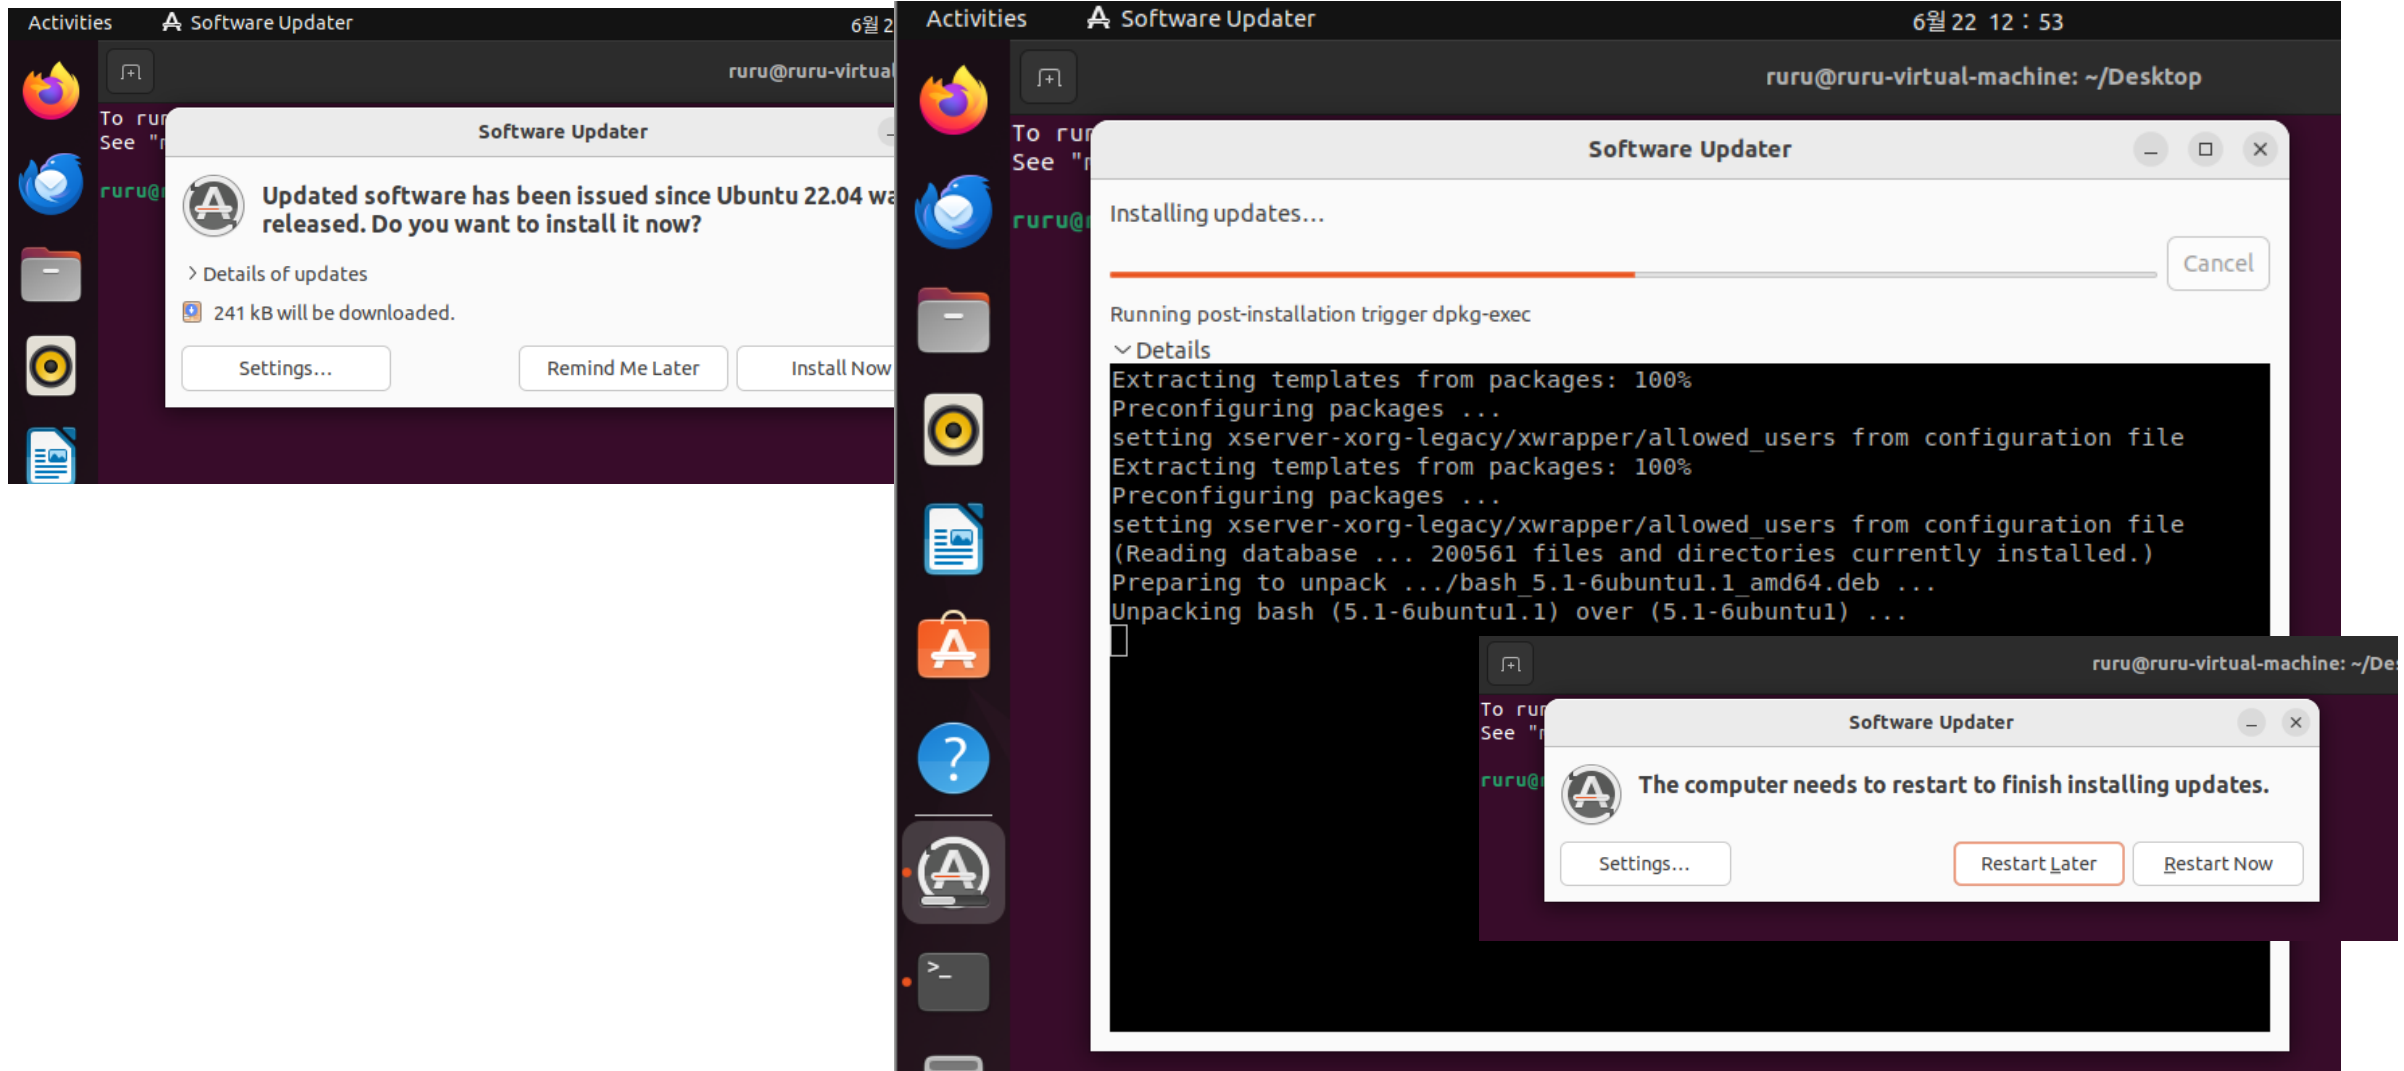 Activities
Software Updater
6월 2
ruru@ruru-virtual
To rur
See "r
ruru@r
Software Updater
Updated software has been issued since Ubuntu 22.04 wa
released. Do you want to install it now?
Details of updates
241 kB will be downloaded.
Settings...
Remind Me Later
Install Now
Activities
Software Updater
6월 22 12 : 53
ruru@ruru-virtual-machine: ~/Desktop
To rur
See "r
ruru@r
Software Updater
Installing updates...
Cancel
Running post-installation trigger dpkg-exec
Details
Extracting templates from packages: 100%
Preconfiguring packages ...
setting xserver-xorg-legacy/xwrapper/allowed_users from configuration file
Extracting templates from packages: 100%
Preconfiguring packages ...
setting xserver-xorg-legacy/xwrapper/allowed_users from configuration file
(Reading database ... 200561 files and directories currently installed.)
Preparing to unpack .../bash_5.1-6ubuntu1.1_amd64.deb ...
Unpacking bash (5.1-6ubuntu1.1) over (5.1-6ubuntu1) ...
ruru@ruru-virtual-machine: ~/Des
To rur
See "r
ruru@r
Software Updater
The computer needs to restart to finish installing updates.
Settings...
Restart Later
Restart Now